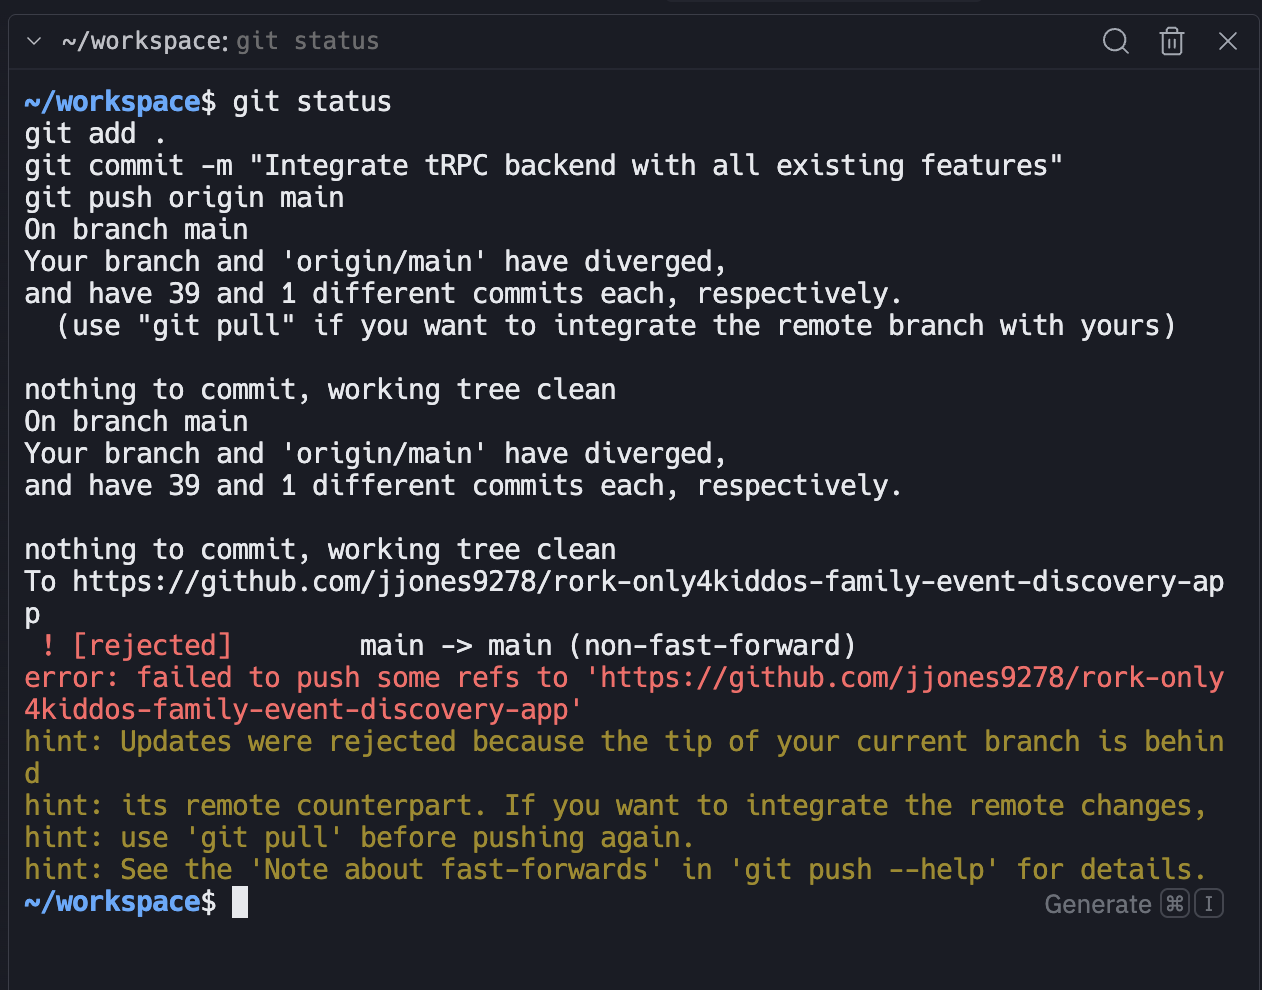 ~/workspace: git status
~/workspace$ git status
git add .
git commit -m "Integrate tRPC backend with all existing features"
git push origin main
On branch main
Your branch and 'origin/main' have diverged,
and have 39 and 1 different commits each, respectively.
  (use "git pull" if you want to integrate the remote branch with yours)

nothing to commit, working tree clean
On branch main
Your branch and 'origin/main' have diverged,
and have 39 and 1 different commits each, respectively.

nothing to commit, working tree clean
To https://github.com/jjones9278/rork-only4kiddos-family-event-discovery-ap
p
 ! [rejected]        main -> main (non-fast-forward)
error: failed to push some refs to 'https://github.com/jjones9278/rork-only
4kiddos-family-event-discovery-app'
hint: Updates were rejected because the tip of your current branch is behin
d
hint: its remote counterpart. If you want to integrate the remote changes,
hint: use 'git pull' before pushing again.
hint: See the 'Note about fast-forwards' in 'git push --help' for details.
~/workspace$
Generate ⌘ I